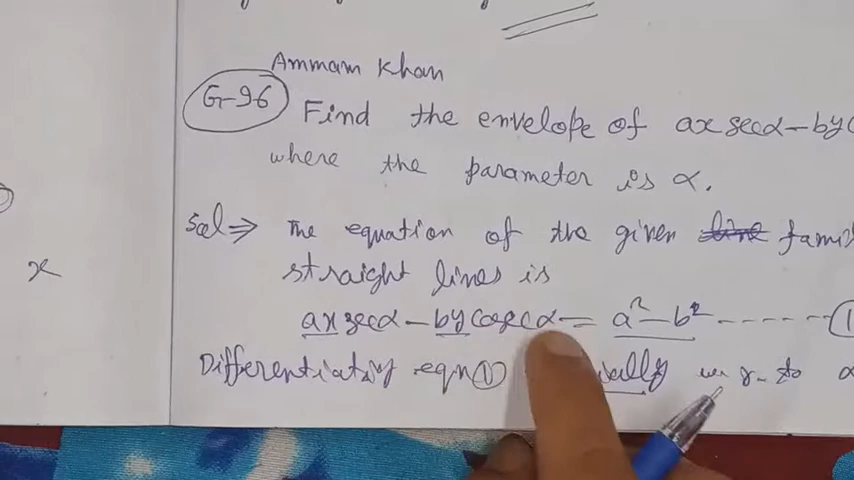 Ammam Khan
G-96 Find the envelope of ax secα - by
where the parameter is α.
Sol ⇒ The equation of the given famil
straight lines is
ax secα - by cosecα = a² - b² ------ 1
Differentiating eqn 1 w. r. to α
x